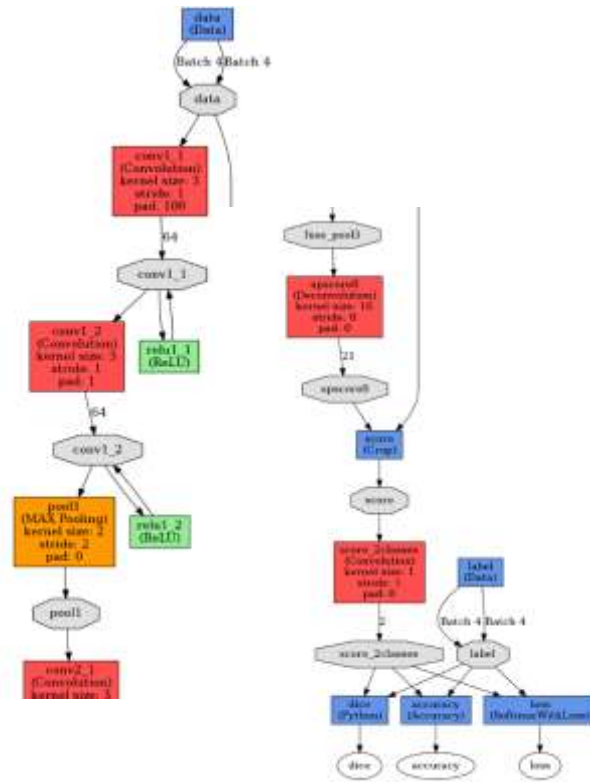 data
(Data)
Batch 4
Batch 4
data
conv1_1
(Convolution)
kernel size: 3
stride: 1
pad: 100
64
conv1_1
conv1_2
(Convolution)
kernel size: 3
stride: 1
pad: 1
relu1_1
(ReLU)
64
conv1_2
pool1
(MAX Pooling)
kernel size: 2
stride: 2
pad: 0
relu1_2
(ReLU)
pool1
conv2_1
(Convolution)
kernel size: 3
fuse_pool3
upscore8
(Deconvolution)
kernel size: 16
stride: 8
pad: 0
21
upscore8
score
(Crop)
score
score_2classes
(Convolution)
kernel size: 1
stride: 1
pad: 0
label
(Data)
2
Batch 4
Batch 4
score_2classes
label
dice
(Python)
accuracy
(Accuracy)
loss
(SoftmaxWithLoss)
dice
accuracy
loss